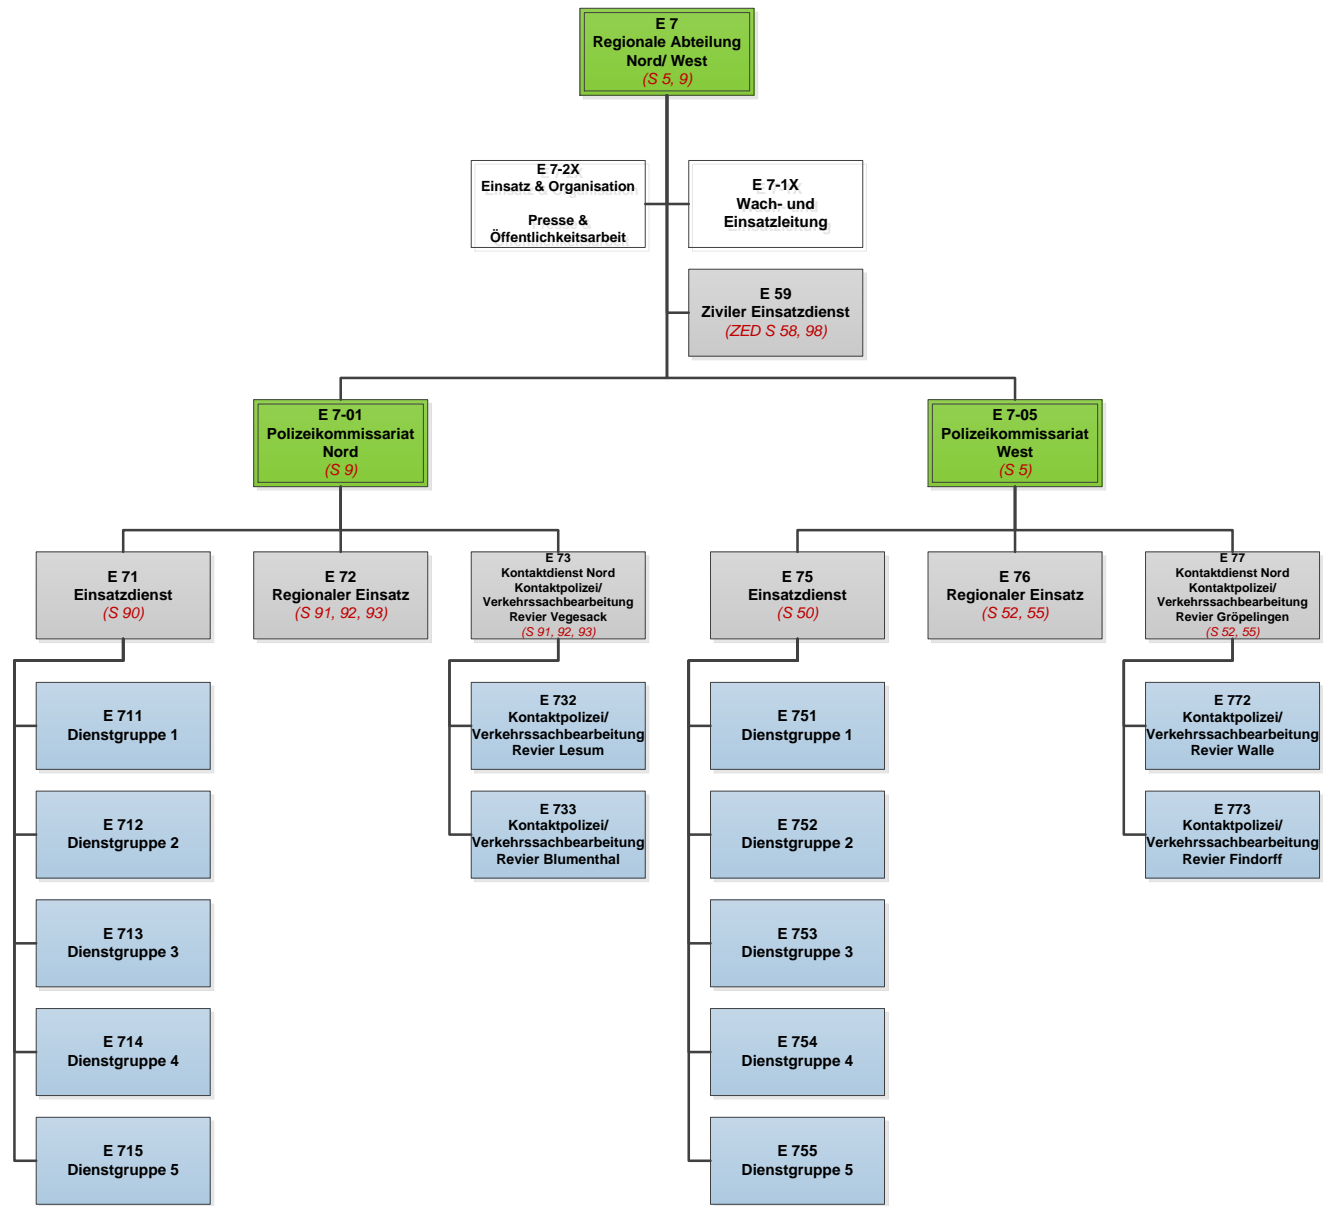 E 7
Regionale Abteilung
Nord/ West
(S 5, 9)
E 7-2X
Einsatz & Organisation
Presse &
Öffentlichkeitsarbeit
E 7-1X
Wach- und
Einsatzleitung
E 59
Ziviler Einsatzdienst
(ZED S 58, 98)
E 7-01
Polizeikommissariat
Nord
(S 9)
E 7-05
Polizeikommissariat
West
(S 5)
E 71
Einsatzdienst
(S 90)
E 72
Regionaler Einsatz
(S 91, 92, 93)
E 73
Kontaktdienst Nord
Kontaktpolizei/
Verkehrssachbearbeitung
Revier Vegesack
(S 91, 92, 93)
E 75
Einsatzdienst
(S 50)
E 76
Regionaler Einsatz
(S 52, 55)
E 77
Kontaktdienst Nord
Kontaktpolizei/
Verkehrssachbearbeitung
Revier Gröpelingen
(S 52, 55)
E 711
Dienstgruppe 1
E 732
Kontaktpolizei/
Verkehrssachbearbeitung
Revier Lesum
E 751
Dienstgruppe 1
E 772
Kontaktpolizei/
Verkehrssachbearbeitung
Revier Walle
E 712
Dienstgruppe 2
E 733
Kontaktpolizei/
Verkehrssachbearbeitung
Revier Blumenthal
E 752
Dienstgruppe 2
E 773
Kontaktpolizei/
Verkehrssachbearbeitung
Revier Findorff
E 713
Dienstgruppe 3
E 753
Dienstgruppe 3
E 714
Dienstgruppe 4
E 754
Dienstgruppe 4
E 715
Dienstgruppe 5
E 755
Dienstgruppe 5